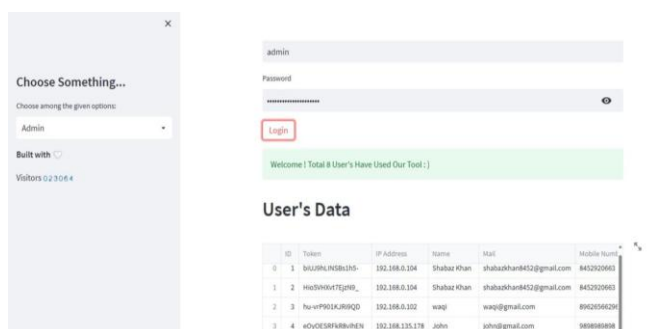 ×
Choose Something...
Choose among the given options:
Admin
Built with
Visitors 023064
admin
Password
Login
Welcome ! Total 8 User's Have Used Our Tool : )
User's Data
ID Token IP Address Name Mail Mobile Numl
0 1 192.168.0.104 Shabaz Khan shabazkhan8452@gmail.com 8452920663
1 2 192.168.0.104 Shabaz Khan shabazkhan8452@gmail.com 8452920663
2 3 192.168.0.102 waqi waqi@gmail.com
3 4 192.168.135.178 John john@gmail.com